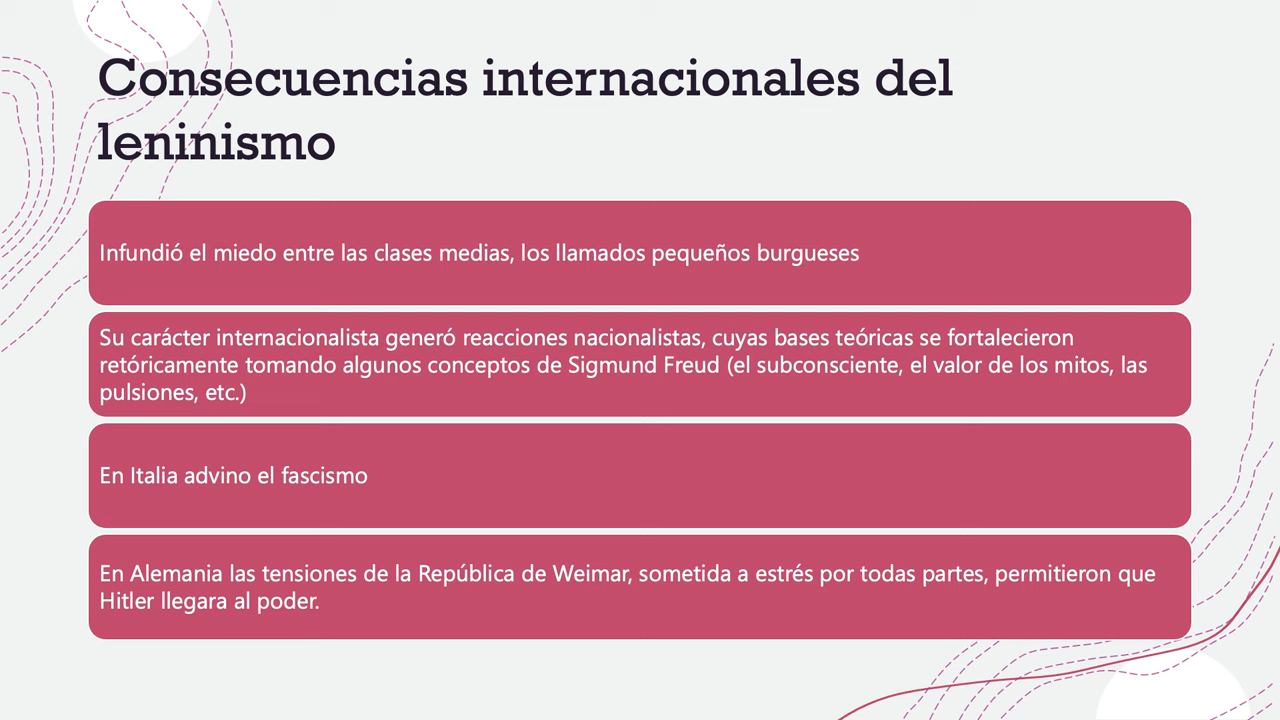 Consecuencias internacionales del
leninismo
Infundió el miedo entre las clases medias, los llamados pequeños burgueses
Su carácter internacionalista generó reacciones nacionalistas, cuyas bases teóricas se fortalecieron
retóricamente tomando algunos conceptos de Sigmund Freud (el subconsciente, el valor de los mitos, las
pulsiones, etc.)
En Italia advino el fascismo
En Alemania las tensiones de la República de Weimar, sometida a estrés por todas partes, permitieron que
Hitler llegara al poder.